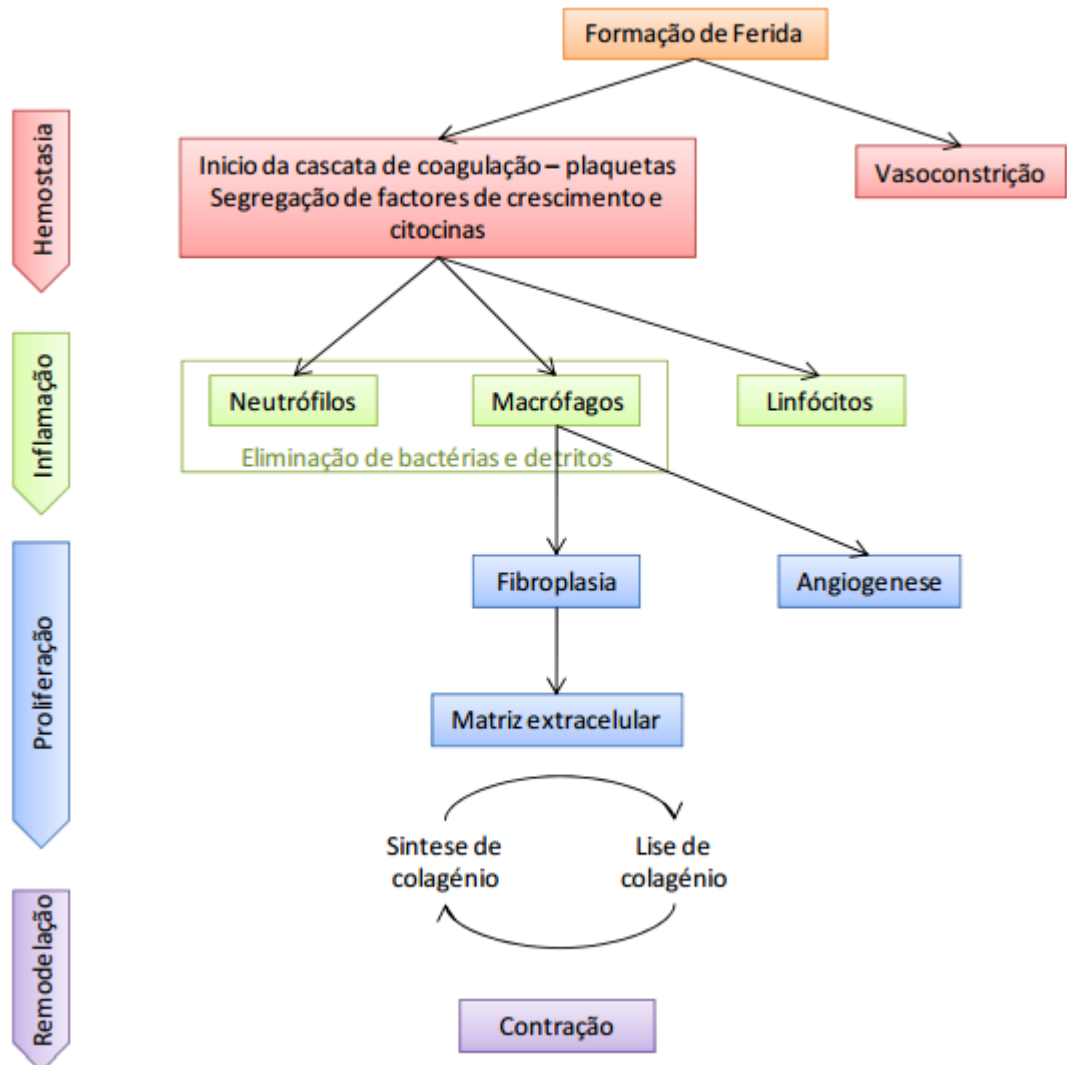 Formação de Ferida
Hemostasia
Inicio da cascata de coagulação – plaquetas
Segregação de factores de crescimento e
citocinas
Vasoconstrição
Inflamação
Neutrófilos
Macrófagos
Linfócitos
Eliminação de bactérias e detritos
Proliferação
Fibroplasia
Angiogenese
Matriz extracelular
Sintese de
colagénio
Lise de
colagénio
Remodelação
Contração